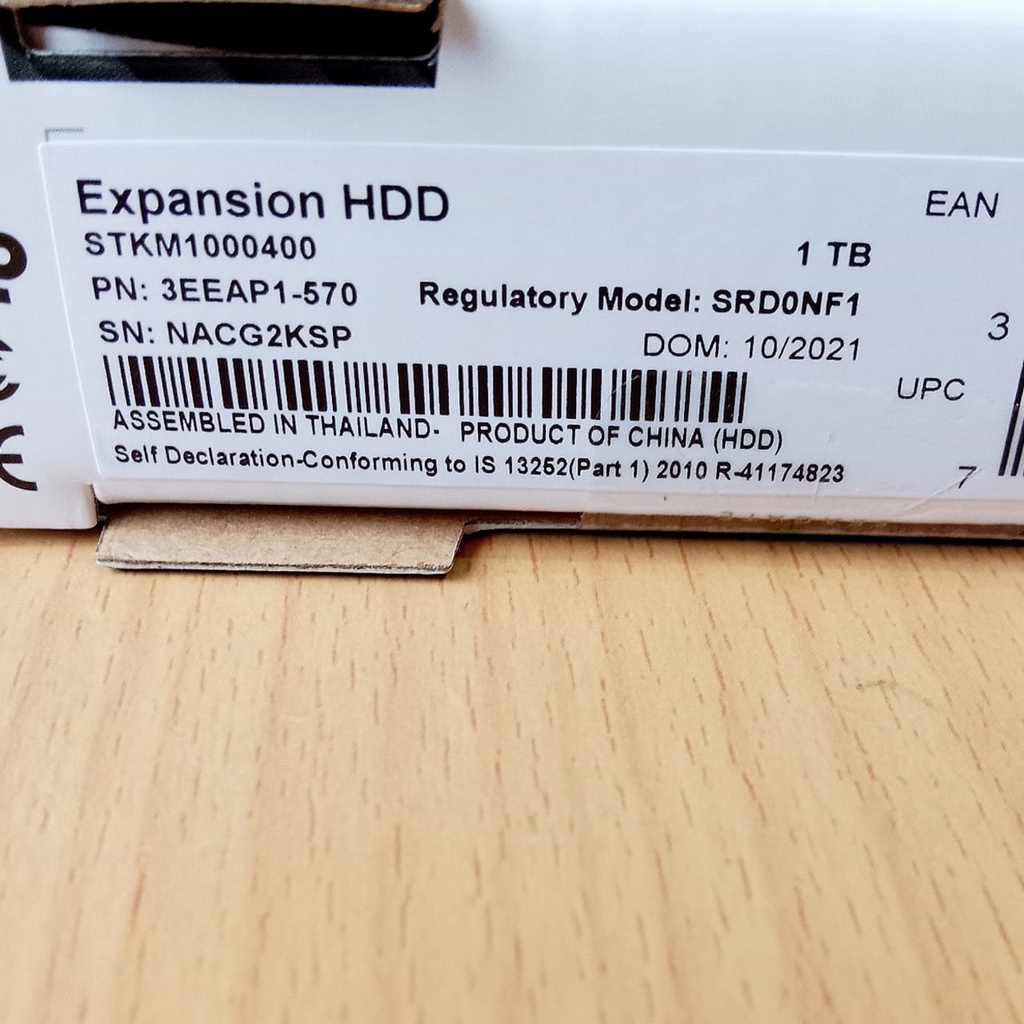 Expansion HDD
EAN
STKM1000400
1 TB
PN: 3EEAP1-570
Regulatory Model: SRD0NF1
SN: NACG2KSP
DOM: 10/2021
3
UPC
ASSEMBLED IN THAILAND- PRODUCT OF CHINA (HDD)
Self Declaration-Conforming to IS 13252(Part 1) 2010 R-41174823
7
CE